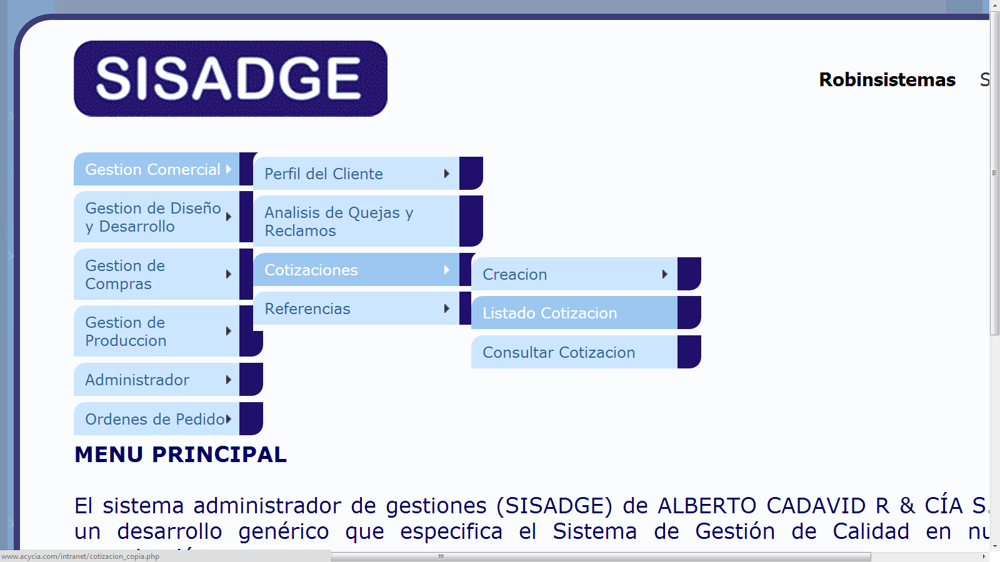 SISADGE
Robinsistemas
Gestion Comercial
Perfil del Cliente
Gestion de Diseño
y Desarrollo
Analisis de Quejas y
Reclamos
Gestion de
Compras
Cotizaciones
Creacion
Referencias
Listado Cotizacion
Gestion de
Produccion
Consultar Cotizacion
Administrador
Ordenes de Pedido
MENU PRINCIPAL
El sistema administrador de gestiones (SISADGE) de ALBERTO CADAVID R & CÍA S.
un desarrollo genérico que especifica el Sistema de Gestión de Calidad en nu
www.acycia.com/intranet/cotizacion_copia.php